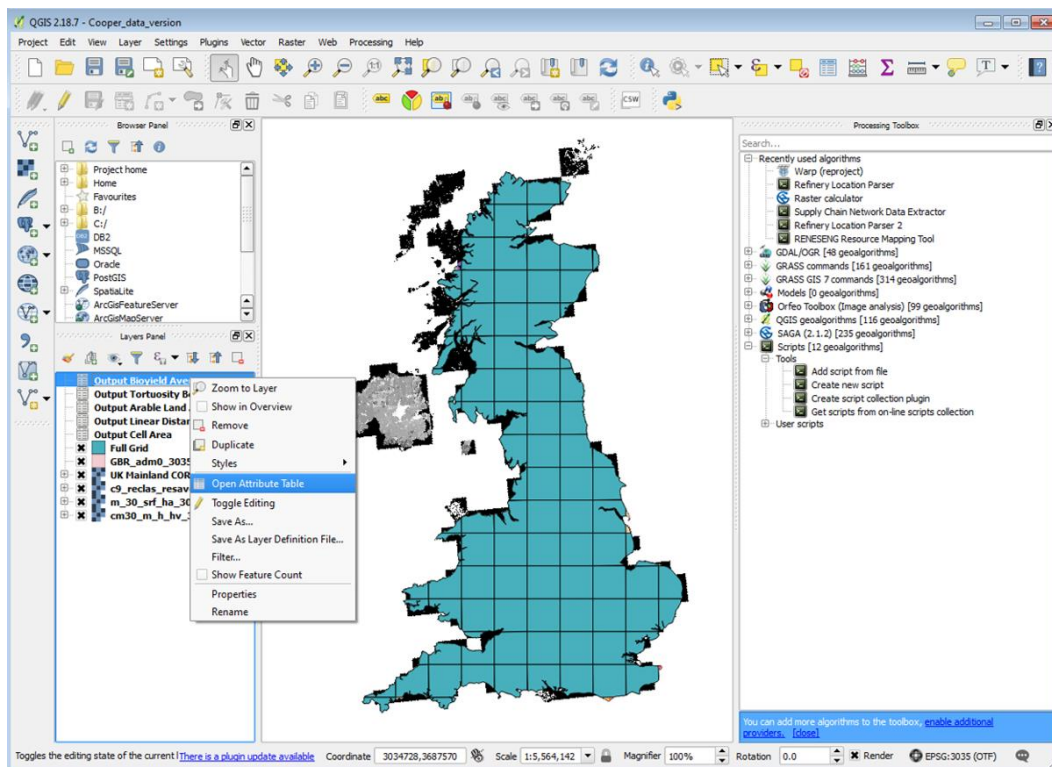 QGIS 2.18.7 - Cooper_data_version
Project Edit View Layer Settings Plugins Vector Raster Web Processing Help
abc
CSW
Browser Panel
Project home
Home
Favourites
B:/
C:/
DB2
MSSQL
Oracle
PostGIS
SpatiaLite
ArcGisFeatureServer
ArcGisMapServer
Layers Panel
Output Biovield Ave
Output Tortuosity B
Output Arable Land
Output Linear Distan
Output Cell Area
Full Grid
GBR_adm0_3035
UK Mainland COR
c9_reclas_resav
m_30_srf_ha_30
cm30_m_h_hv_
Zoom to Layer
Show in Overview
Remove
Duplicate
Styles
Open Attribute Table
Toggle Editing
Save As...
Save As Layer Definition File...
Filter...
Show Feature Count
Properties
Rename
Processing Toolbox
Search...
Recently used algorithms
Warp (reproject)
Refinery Location Parser
Raster calculator
Supply Chain Network Data Extractor
Refinery Location Parser 2
RENESENG Resource Mapping Tool
GDAL/OGR [48 geoalgorithms]
GRASS commands [161 geoalgorithms]
GRASS GIS 7 commands [314 geoalgorithms]
Models [0 geoalgorithms]
Orfeo Toolbox (Image analysis) [99 geoalgorithms]
QGIS geoalgorithms [116 geoalgorithms]
SAGA (2.1.2) [235 geoalgorithms]
Scripts [12 geoalgorithms]
Tools
Add script from file
Create new script
Create script collection plugin
Get scripts from on-line scripts collection
User scripts
You can add more algorithms to the toolbox, enable additional
providers. [close]
Toggles the editing state of the current l There is a plugin update available Coordinate 3034728,3687570 Scale 1:5,564,142 Magnifier 100% Rotation 0.0 Render EPSG:3035 (OTF)